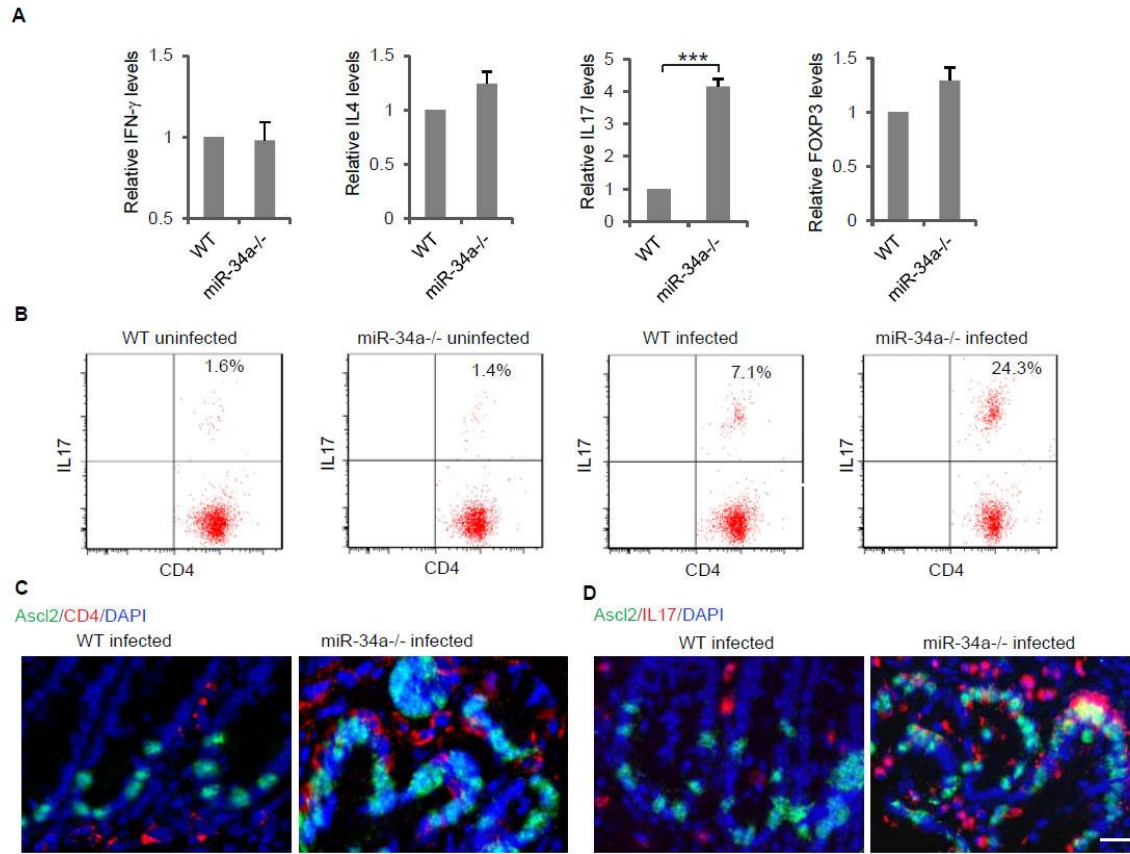 A
Relative IFN-γ levels
1.5
1
0.5
WT
miR-34a-/-
Relative IL4 levels
1.5
1
0.5
0
WT
miR-34a-/-
Relative IL17 levels
5
4
3
2
1
0
***
WT
miR-34a-/-
Relative FOXP3 levels
1.5
1
0.5
0
WT
miR-34a-/-
B
WT uninfected
1.6%
IL17
CD4
miR-34a-/- uninfected
1.4%
IL17
CD4
WT infected
7.1%
IL17
CD4
miR-34a-/- infected
24.3%
IL17
CD4
C
Ascl2/CD4/DAPI
WT infected
miR-34a-/- infected
D
Ascl2/IL17/DAPI
WT infected
miR-34a-/- infected